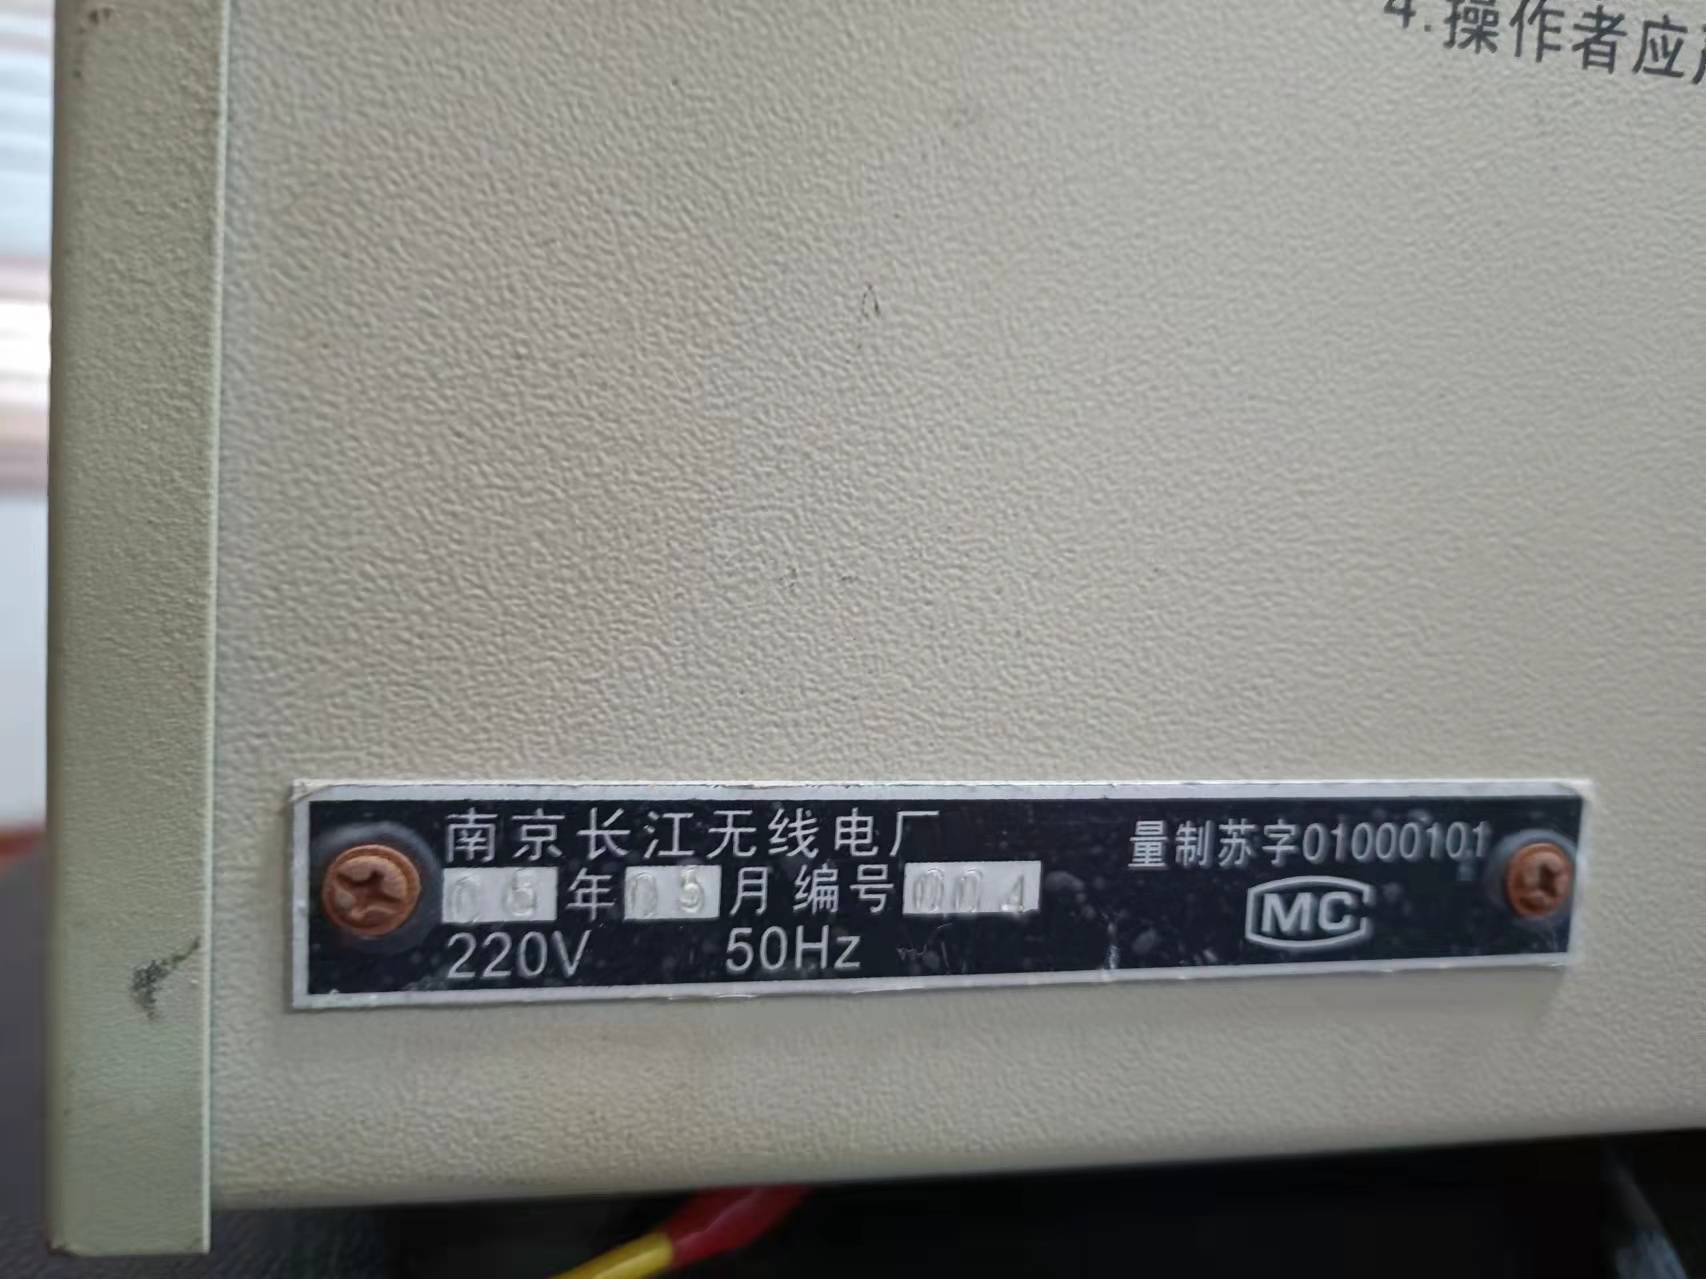 4.操作者应
南京长江无线电厂
05年05月编号004
220V 50Hz
量制苏字01000101
MC